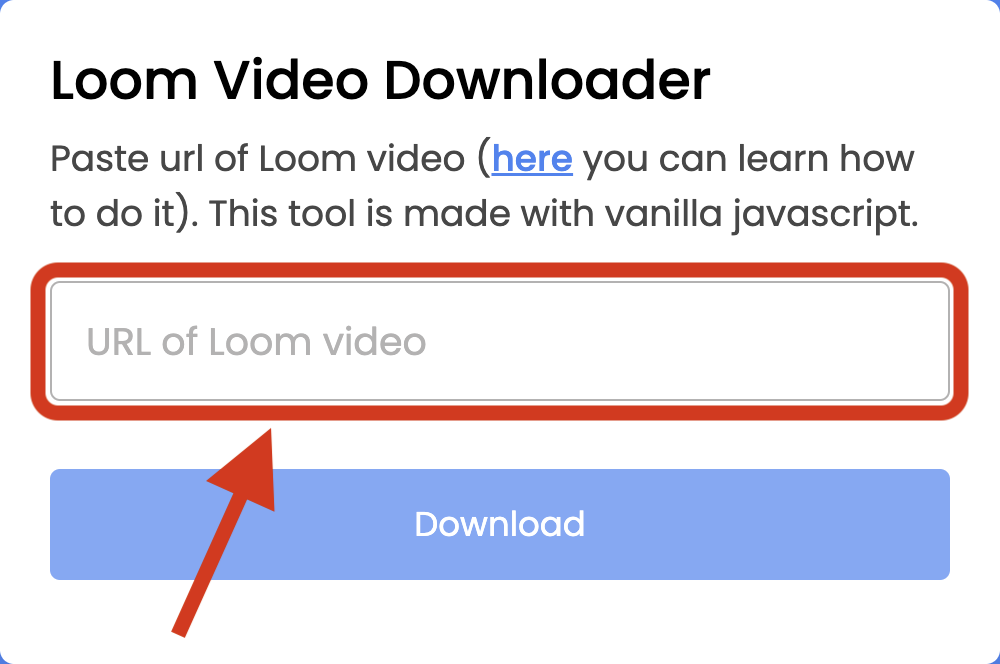 Loom Video Downloader
Paste url of Loom video (here you can learn how
to do it). This tool is made with vanilla javascript.
URL of Loom video
Download